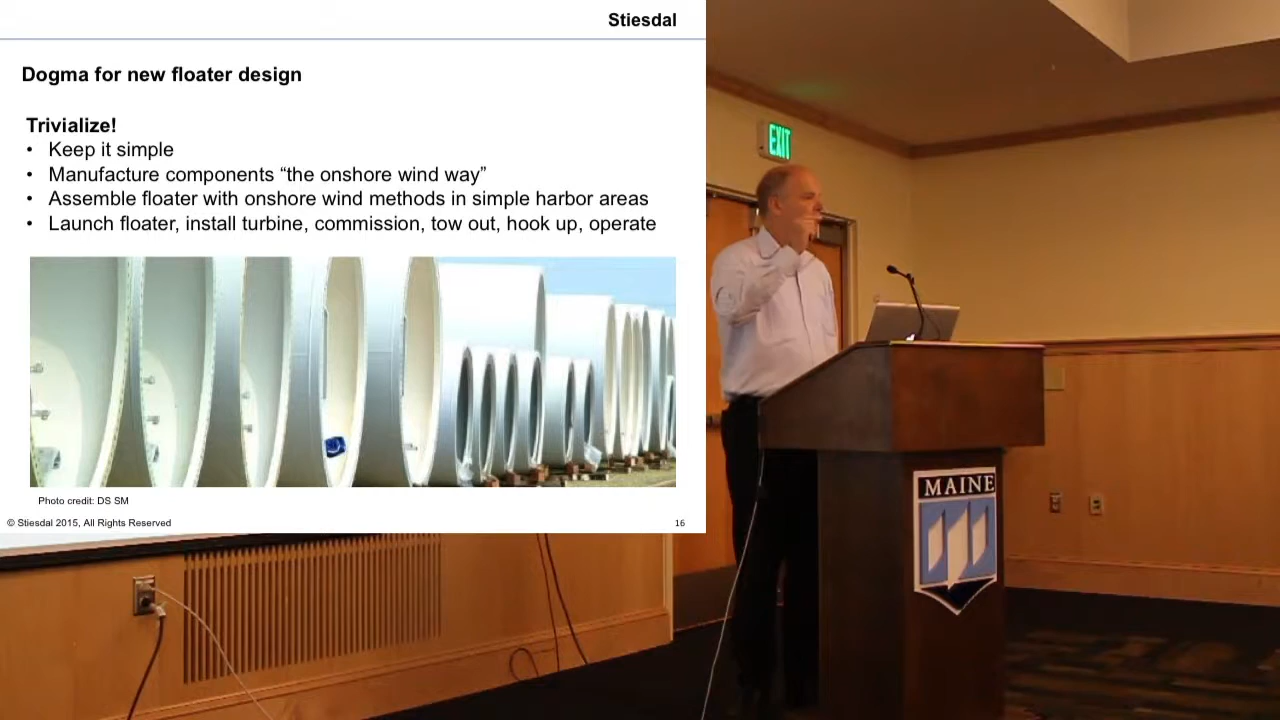 Stiesdal
Dogma for new floater design
Trivialize!
• Keep it simple
• Manufacture components “the onshore wind way”
• Assemble floater with onshore wind methods in simple harbor areas
• Launch floater, install turbine, commission, tow out, hook up, operate
Photo credit: DS SM
© Stiesdal 2015, All Rights Reserved
16
EXIT
MAINE